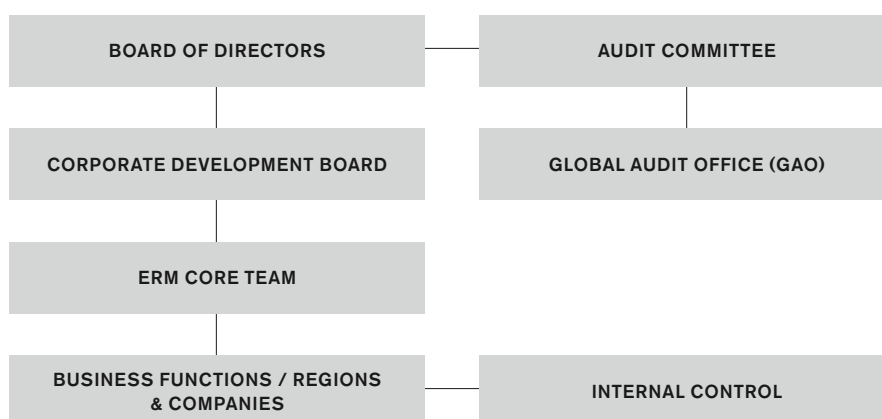 BOARD OF DIRECTORS
AUDIT COMMITTEE
CORPORATE DEVELOPMENT BOARD
GLOBAL AUDIT OFFICE (GAO)
ERM CORE TEAM
BUSINESS FUNCTIONS / REGIONS
& COMPANIES
INTERNAL CONTROL